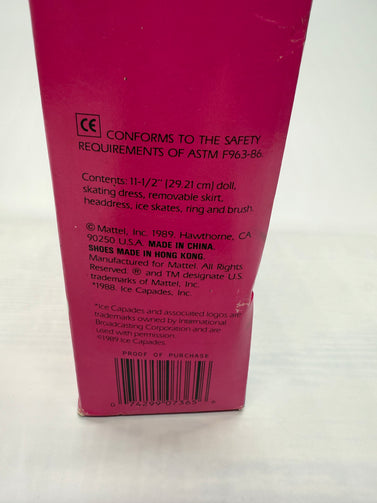 CE CONFORMS TO THE SAFETY
REQUIREMENTS OF ASTM F963-86.
Contents: 11-1/2" (29.21 cm) doll,
skating dress, removable skirt,
headdress, ice skates, ring and brush.
© Mattel, Inc. 1989. Hawthorne, CA
90250 U.S.A. MADE IN CHINA.
SHOES MADE IN HONG KONG.
Manufactured for Mattel. All Rights
Reserved. ® and TM designate U.S.
trademarks of Mattel, Inc.
*1988. Ice Capades, Inc.
*Ice Capades and associated logos are
trademarks owned by International
Broadcasting Corporation and are
used with permission.
©1989 Ice Capades.
PROOF OF PURCHASE
0 74299 07365 6